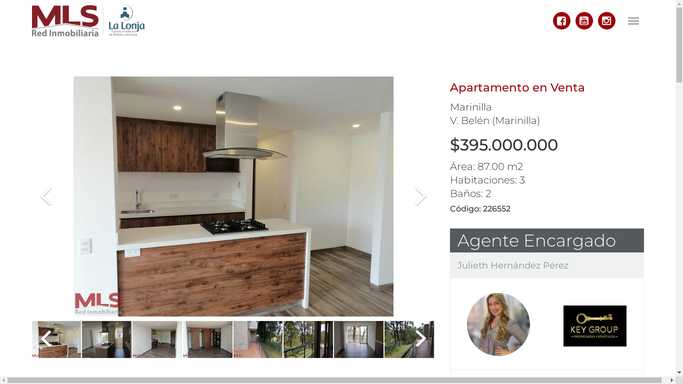 MLS
Red Inmobiliaria
La Lonja
Apartamento en Venta
Marinilla
V. Belén (Marinilla)
$395.000.000
Área: 87.00 m2
Habitaciones: 3
Baños: 2
Código: 226552
Agente Encargado
Julieth Hernández Pérez
KEY GROUP
MLS
Red Inmobiliaria